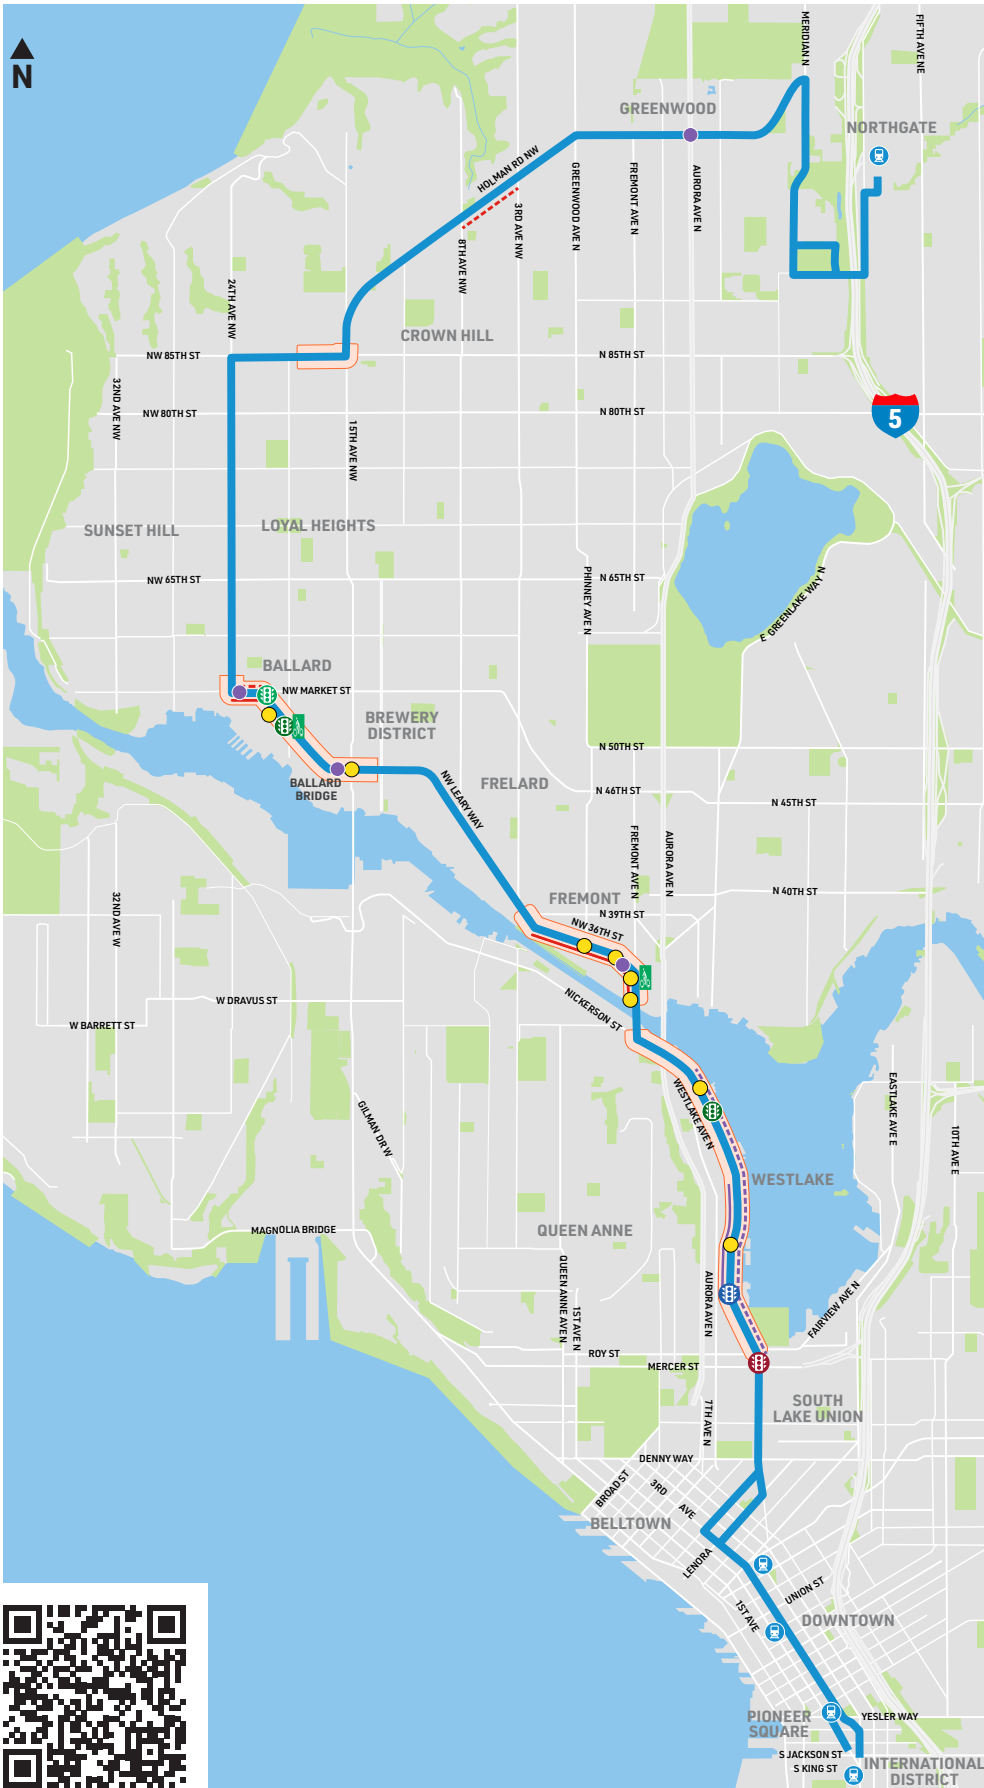 MERIDIAN N
FIFTH AVE NE
N
GREENWOOD
NORTHGATE
HOLMAN RD NW
GREENWOOD AVE N
FREMONT AVE N
AURORA AVE N
3RD AVE NW
8TH AVE NW
24TH AVE NW
CROWN HILL
NW 85TH ST
N 85TH ST
32ND AVE NW
NW 80TH ST
N 80TH ST
5
15TH AVE NW
SUNSET HILL
LOYAL HEIGHTS
NW 65TH ST
PHINNEY AVE N
N 65TH ST
E GREENLAKE WAY N
BALLARD
NW MARKET ST
BREWERY
DISTRICT
N 50TH ST
BALLARD
BRIDGE
NW LEARY WAY
FRELARD
N 46TH ST
N 45TH ST
FREMONT AVE N
AURORA AVE N
32ND AVE W
FREMONT
N 40TH ST
N 39TH ST
NW 36TH ST
W DRAVUS ST
NICKERSON ST
W BARRETT ST
WESTLAKE AVE N
EASTLAKE AVE E
GILMAN DR W
10TH AVE E
WESTLAKE
MAGNOLIA BRIDGE
QUEEN ANNE
QUEEN ANNE AVE N
1ST AVE N
AURORA AVE N
FAIRVIEW AVE N
ROY ST
MERCER ST
7TH AVE N
SOUTH
LAKE UNION
DENNY WAY
BROAD ST
3RD AVE
BELLTOWN
LENORA
UNION ST
1ST AVE
DOWNTOWN
PIONEER
SQUARE
YESLER WAY
S JACKSON ST
S KING ST
INTERNATIONAL
DISTRICT